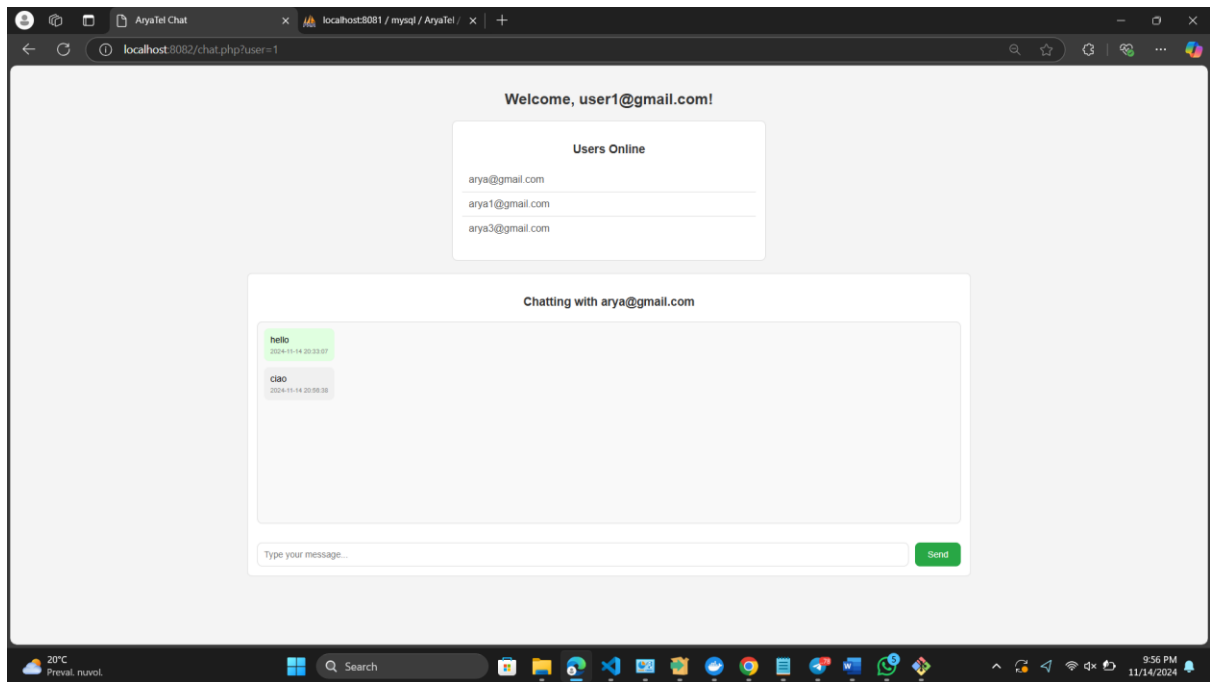 AryaTel Chat
localhost:8081 / mysql / AryaTel /
localhost:8082/chat.php?user=1
Welcome, user1@gmail.com!
Users Online
arya@gmail.com
arya1@gmail.com
arya3@gmail.com
Chatting with arya@gmail.com
hello
2024-11-14 20:33:07
ciao
2024-11-14 20:58:38
Type your message...
Send
20°C
Preval. nuvol.
Search
5
9:56 PM
11/14/2024